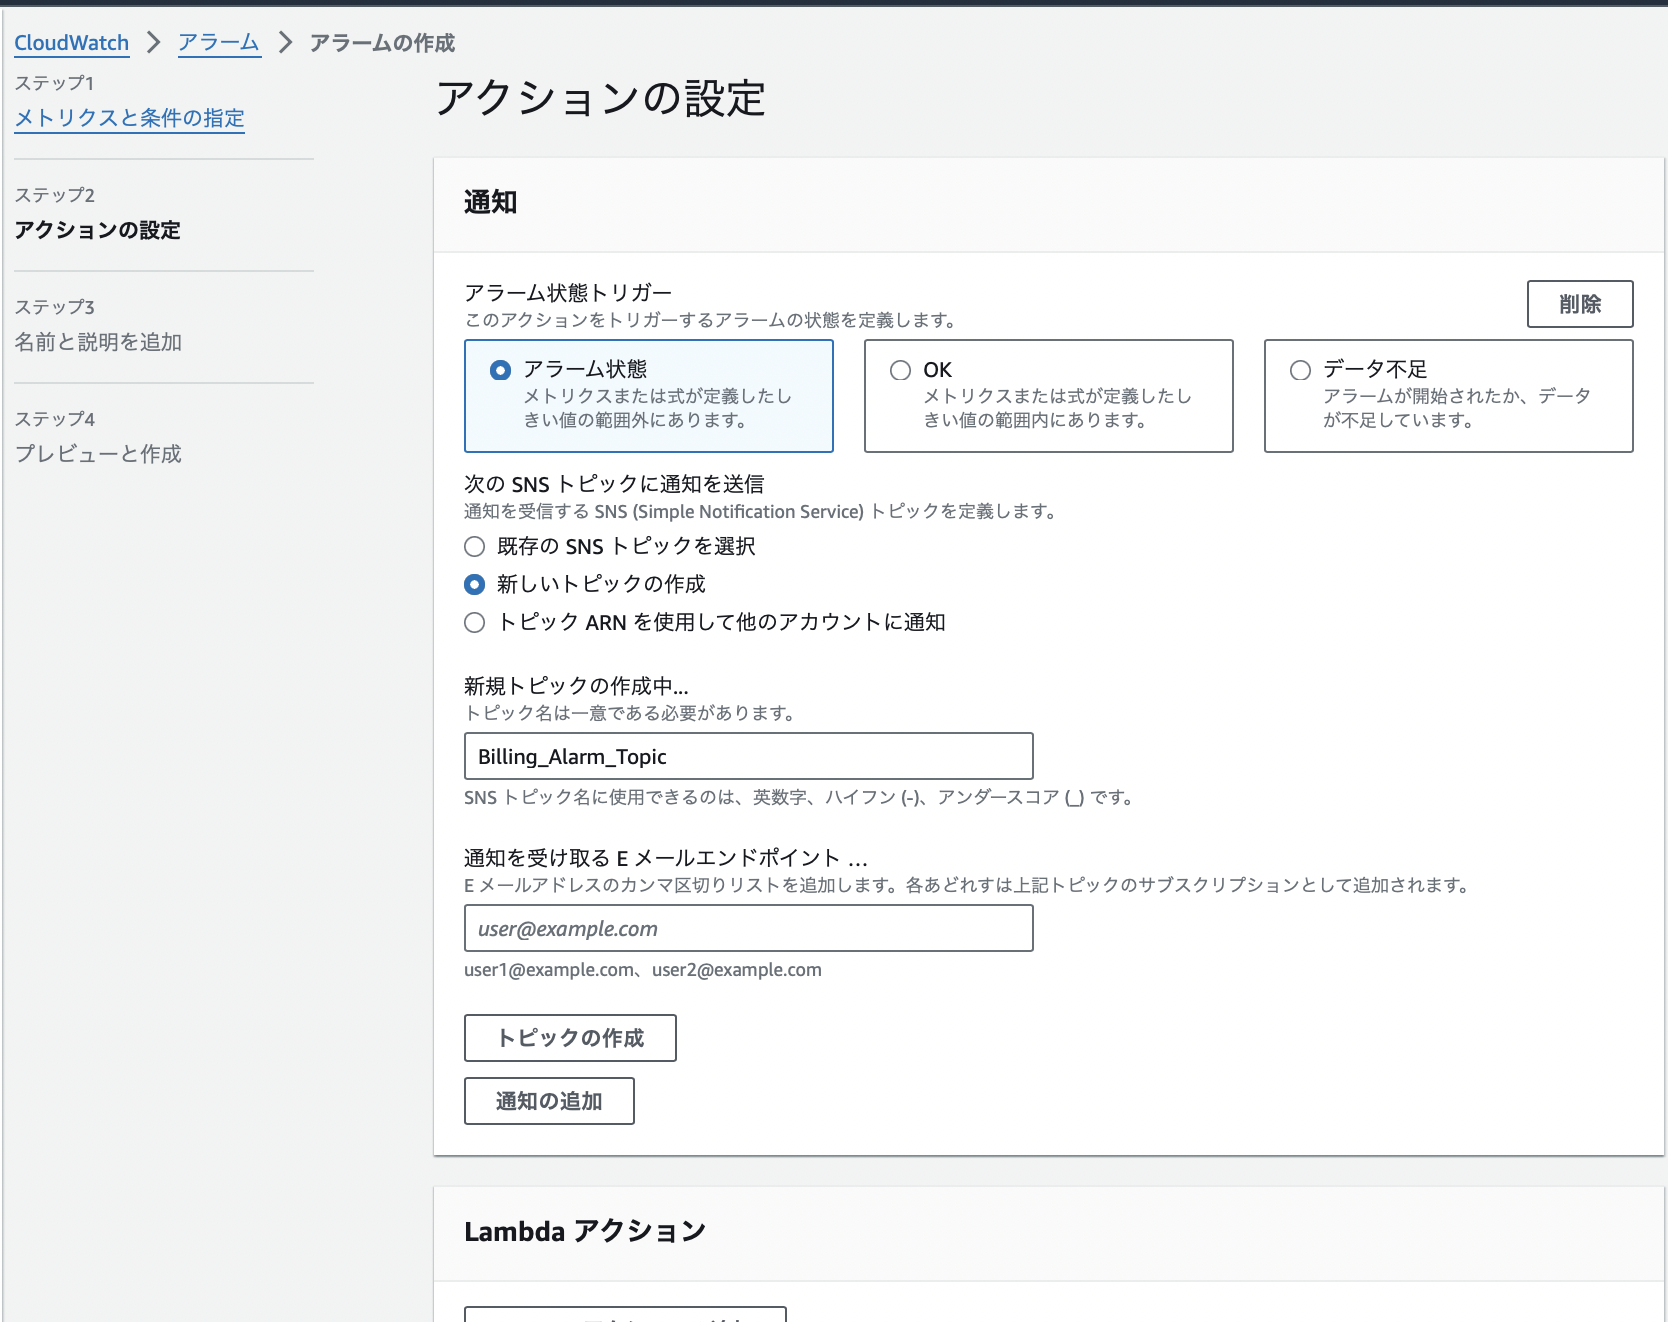 CloudWatch > アラーム > アラームの作成
ステップ1
メトリクスと条件の指定
ステップ2
アクションの設定
ステップ3
名前と説明を追加
ステップ4
プレビューと作成
アクションの設定
通知
アラーム状態トリガー
このアクションをトリガーするアラームの状態を定義します。
削除
アラーム状態
メトリクスまたは式が定義したし
きい値の範囲外にあります。
OK
メトリクスまたは式が定義したし
きい値の範囲内にあります。
データ不足
アラームが開始されたか、データ
が不足しています。
次の SNS トピックに通知を送信
通知を受信する SNS (Simple Notification Service) トピックを定義します。
既存の SNS トピックを選択
新しいトピックの作成
トピック ARN を使用して他のアカウントに通知
新規トピックの作成中...
トピック名は一意である必要があります。
Billing_Alarm_Topic
SNS トピック名に使用できるのは、英数字、ハイフン (-)、アンダースコア (_) です。
通知を受け取る E メールエンドポイント ...
E メールアドレスのカンマ区切りリストを追加します。各あどれすは上記トピックのサブスクリプションとして追加されます。
user@example.com
user1@example.com、user2@example.com
トピックの作成
通知の追加
Lambda アクション